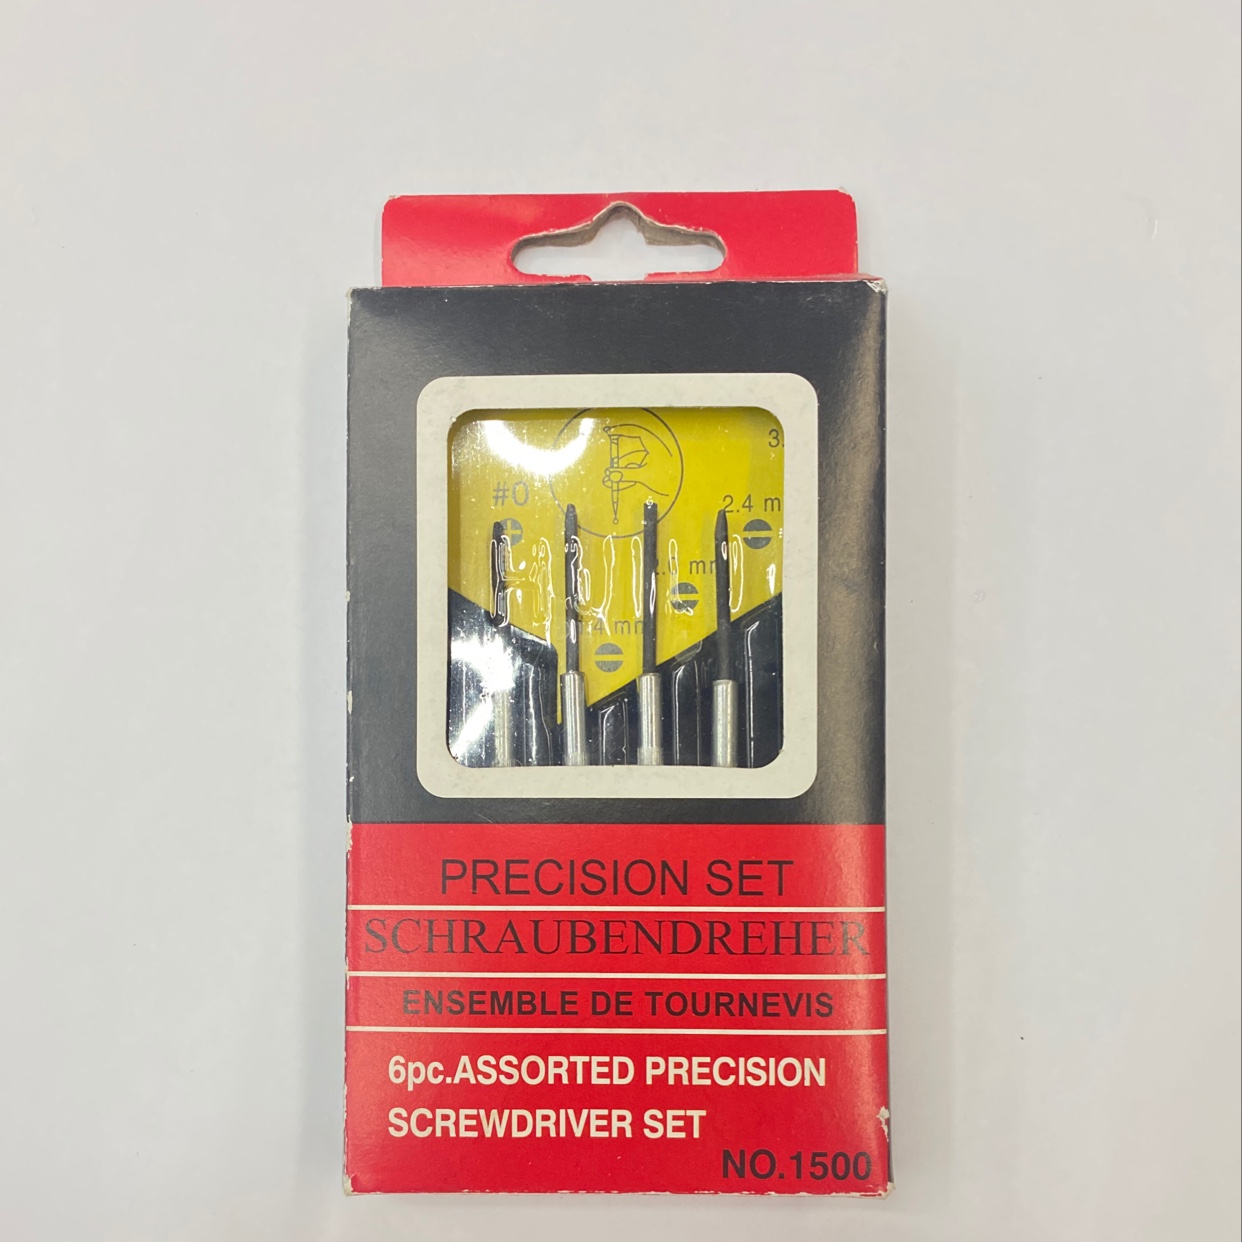 #0
2.4 m
PRECISION SET
SCHRAUBENDREHER
ENSEMBLE DE TOURNEVIS
6pc.ASSORTED PRECISION
SCREWDRIVER SET
NO.1500